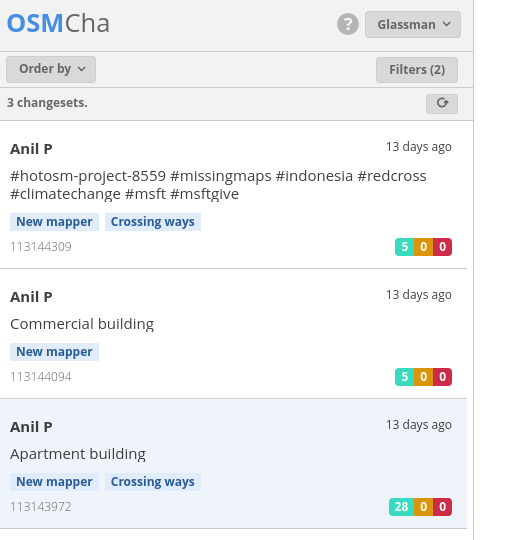 OSMCha
?
Glassman
Order by
Filters (2)
3 changesets.
Anil P
13 days ago
#hotosm-project-8559 #missingmaps #indonesia #redcross
#climatechange #msft #msftgive
New mapper Crossing ways
113144309
5 0 0
Anil P
13 days ago
Commercial building
New mapper
113144094
5 0 0
Anil P
13 days ago
Apartment building
New mapper Crossing ways
113143972
28 0 0